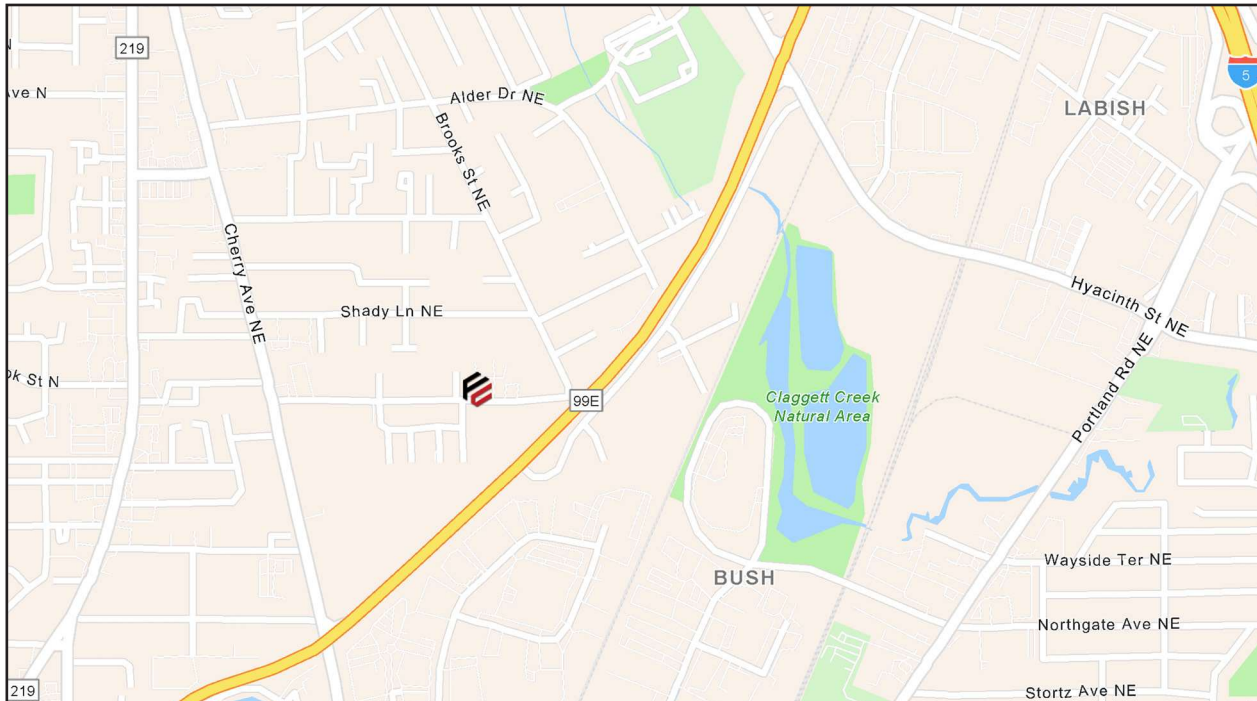 219
Ave N
Alder Dr NE
Brooks St NE
5
LABISH
Cherry Ave NE
Shady Ln NE
Hyacinth St NE
St N
99E
Claggett Creek
Natural Area
Portland Rd NE
BUSH
Wayside Ter NE
Northgate Ave NE
219
Stortz Ave NE